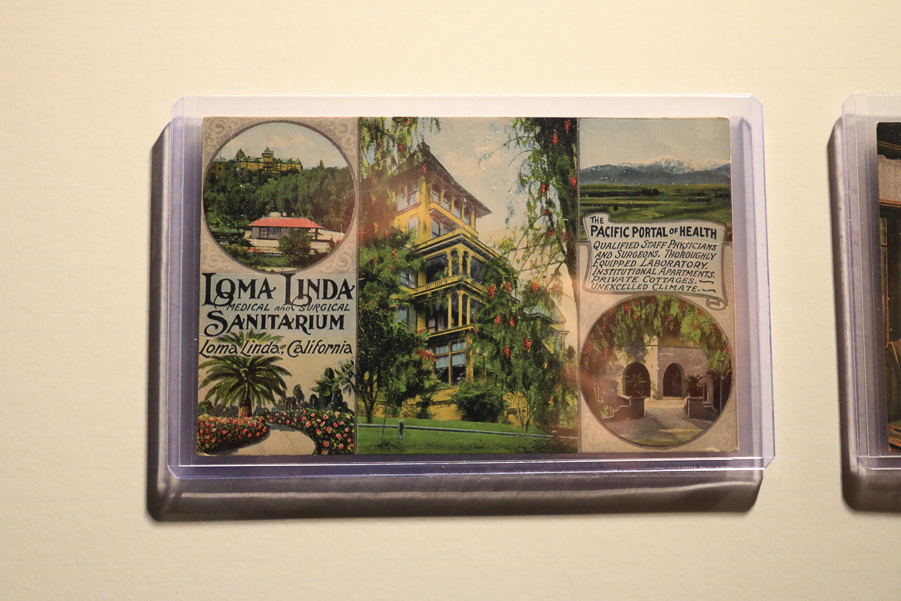 LOMA LINDA
MEDICAL AND SURGICAL
SANITARIUM
Loma Linda, California
THE
PACIFIC PORTAL OF HEALTH
QUALIFIED STAFF PHYSICIANS
AND SURGEONS. THOROUGHLY
EQUIPPED LABORATORY.
INSTITUTIONAL APARTMENTS.
PRIVATE COTTAGES.
UNEXCELLED CLIMATE.